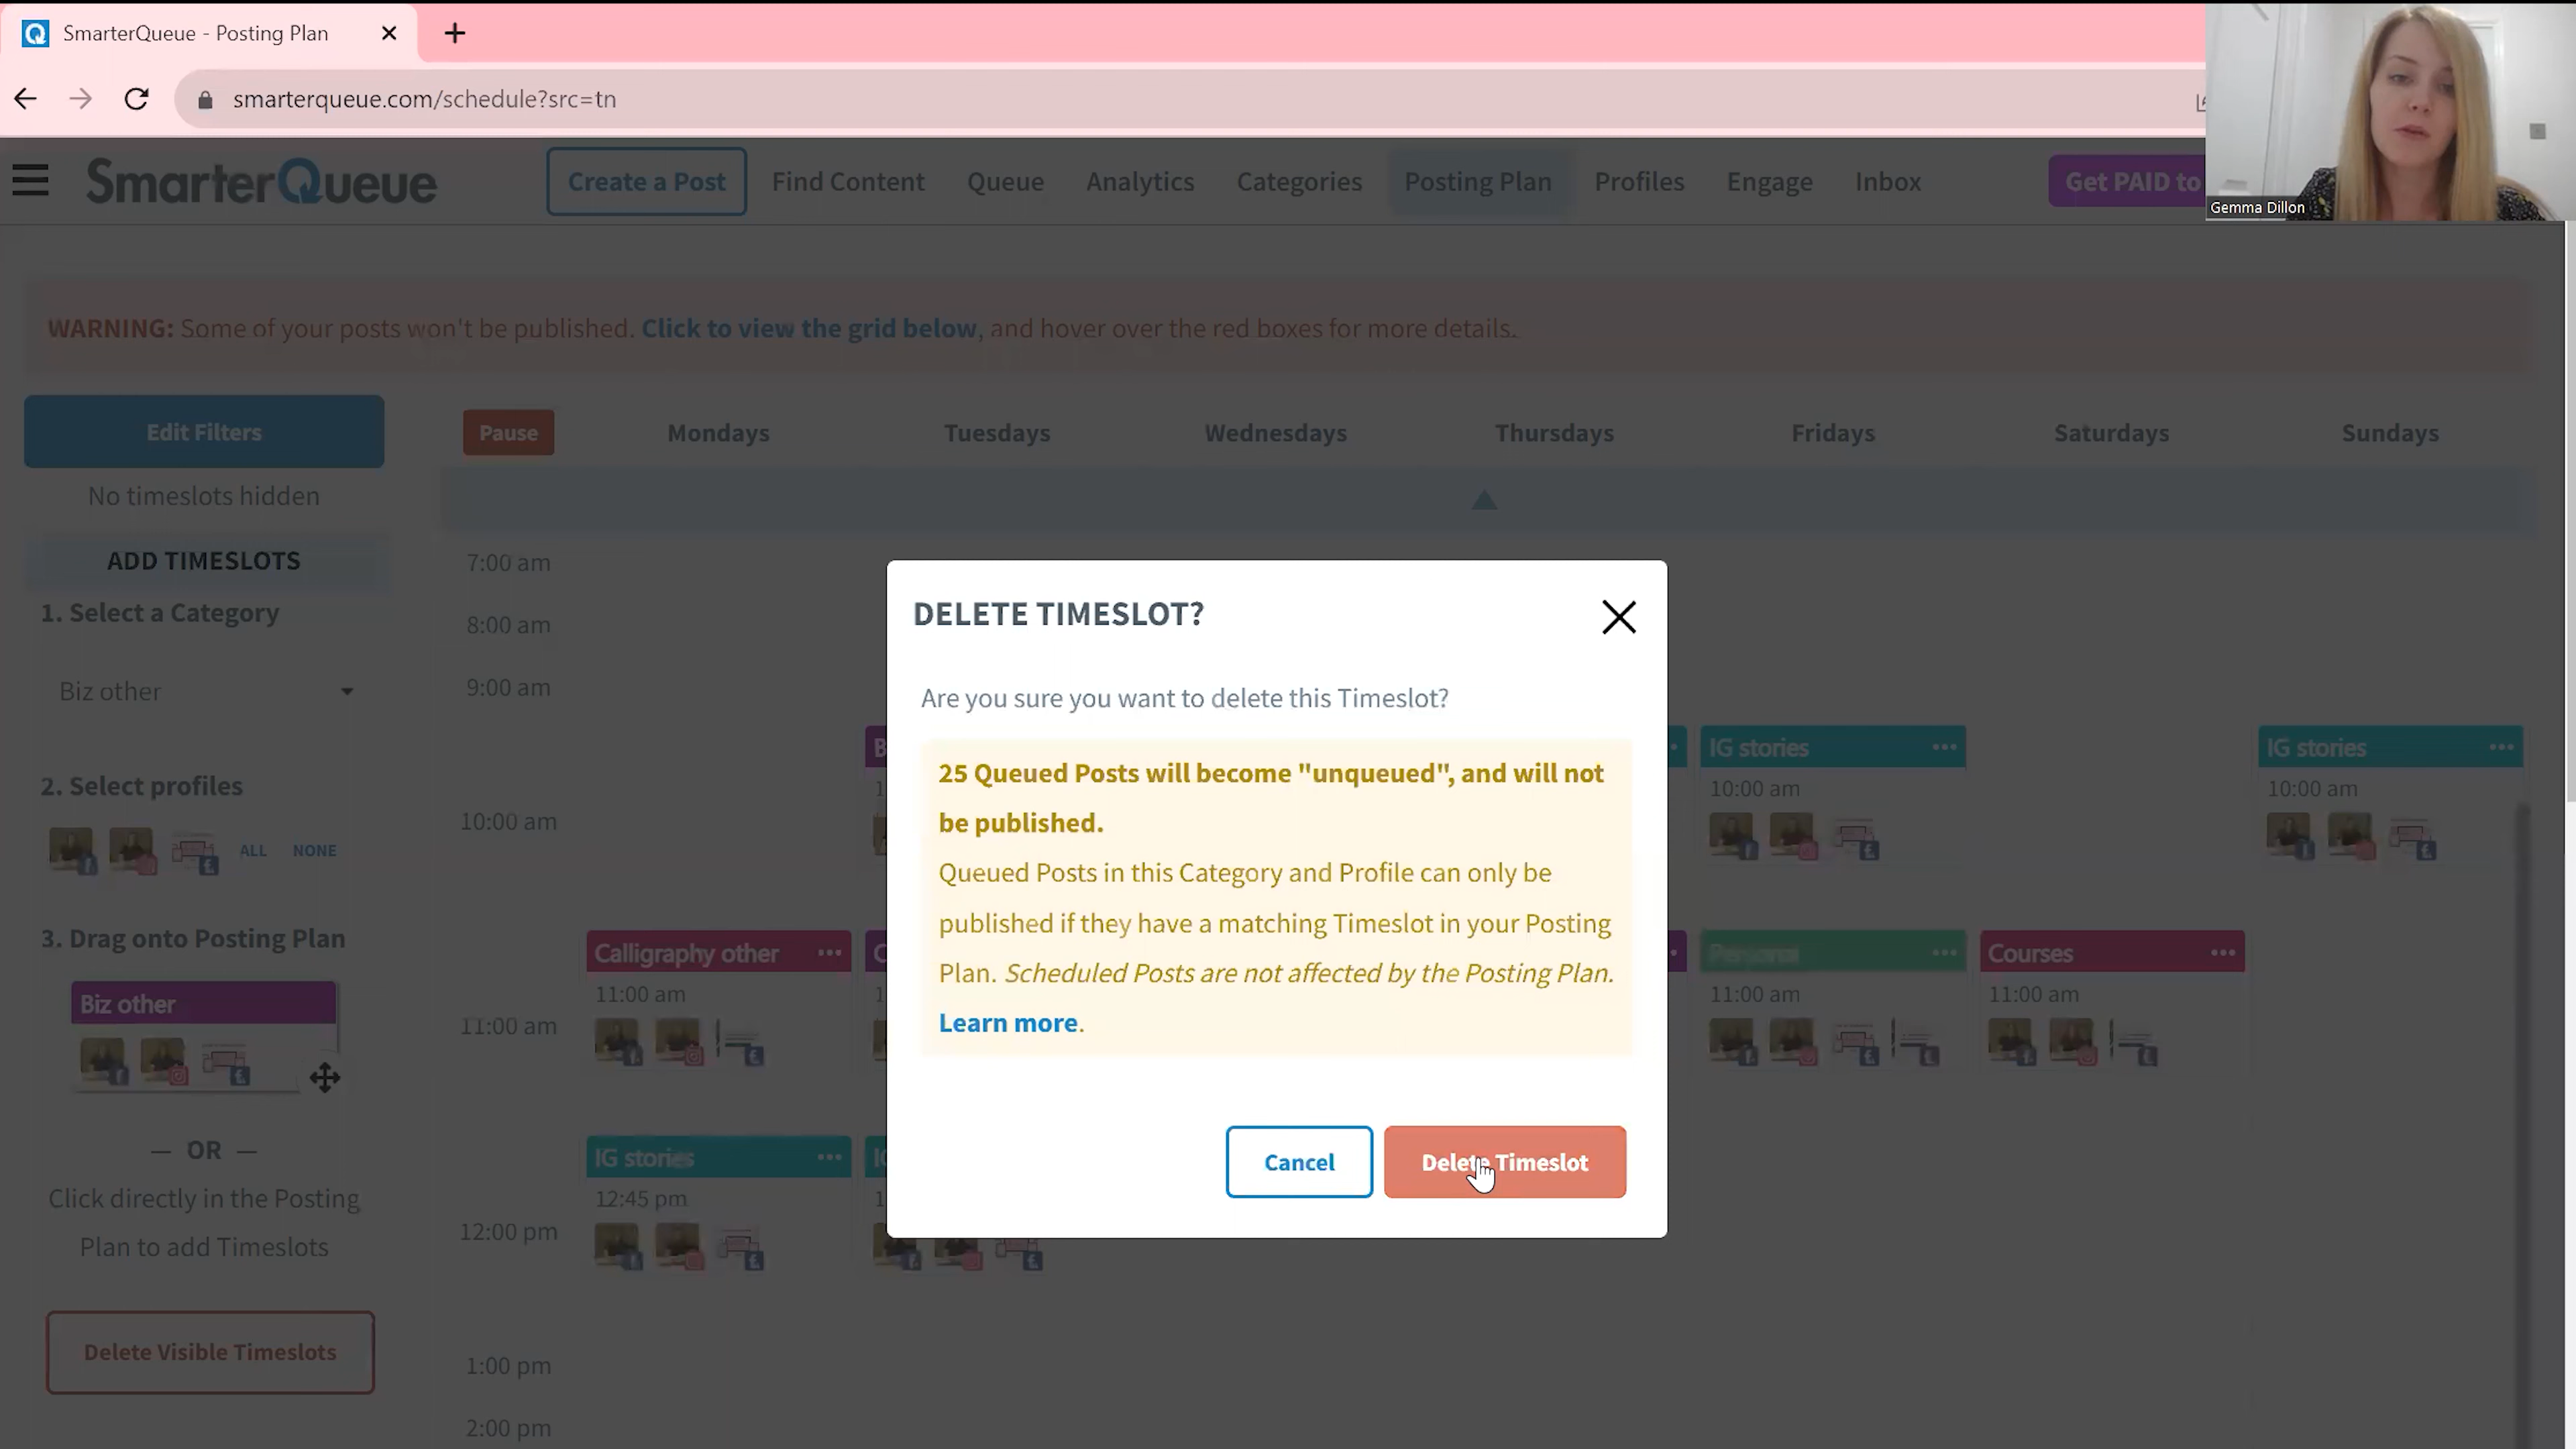 SmarterQueue - Posting Plan
smarterqueue.com/schedule?src=tn
Gemma Dillon
SmarterQueue
Create a Post
Find Content
Queue
Analytics
Categories
Posting Plan
Profiles
Engage
Inbox
Get PAID to
WARNING: Some of your posts won't be published. Click to view the grid below, and hover over the red boxes for more details.
Edit Filters
No timeslots hidden
ADD TIMESLOTS
1. Select a Category
Biz other
2. Select profiles
ALL
NONE
3. Drag onto Posting Plan
Biz other
— OR —
Click directly in the Posting
Plan to add Timeslots
Delete Visible Timeslots
Pause
Mondays
Tuesdays
Wednesdays
Thursdays
Fridays
Saturdays
Sundays
7:00 am
8:00 am
9:00 am
10:00 am
11:00 am
12:00 pm
1:00 pm
2:00 pm
Calligraphy other
11:00 am
IG stories
12:45 pm
IG stories
10:00 am
Personal
11:00 am
Courses
11:00 am
IG stories
10:00 am
DELETE TIMESLOT?
Are you sure you want to delete this Timeslot?
25 Queued Posts will become "unqueued", and will not
be published.
Queued Posts in this Category and Profile can only be
published if they have a matching Timeslot in your Posting
Plan. Scheduled Posts are not affected by the Posting Plan.
Learn more.
Cancel
Delete Timeslot